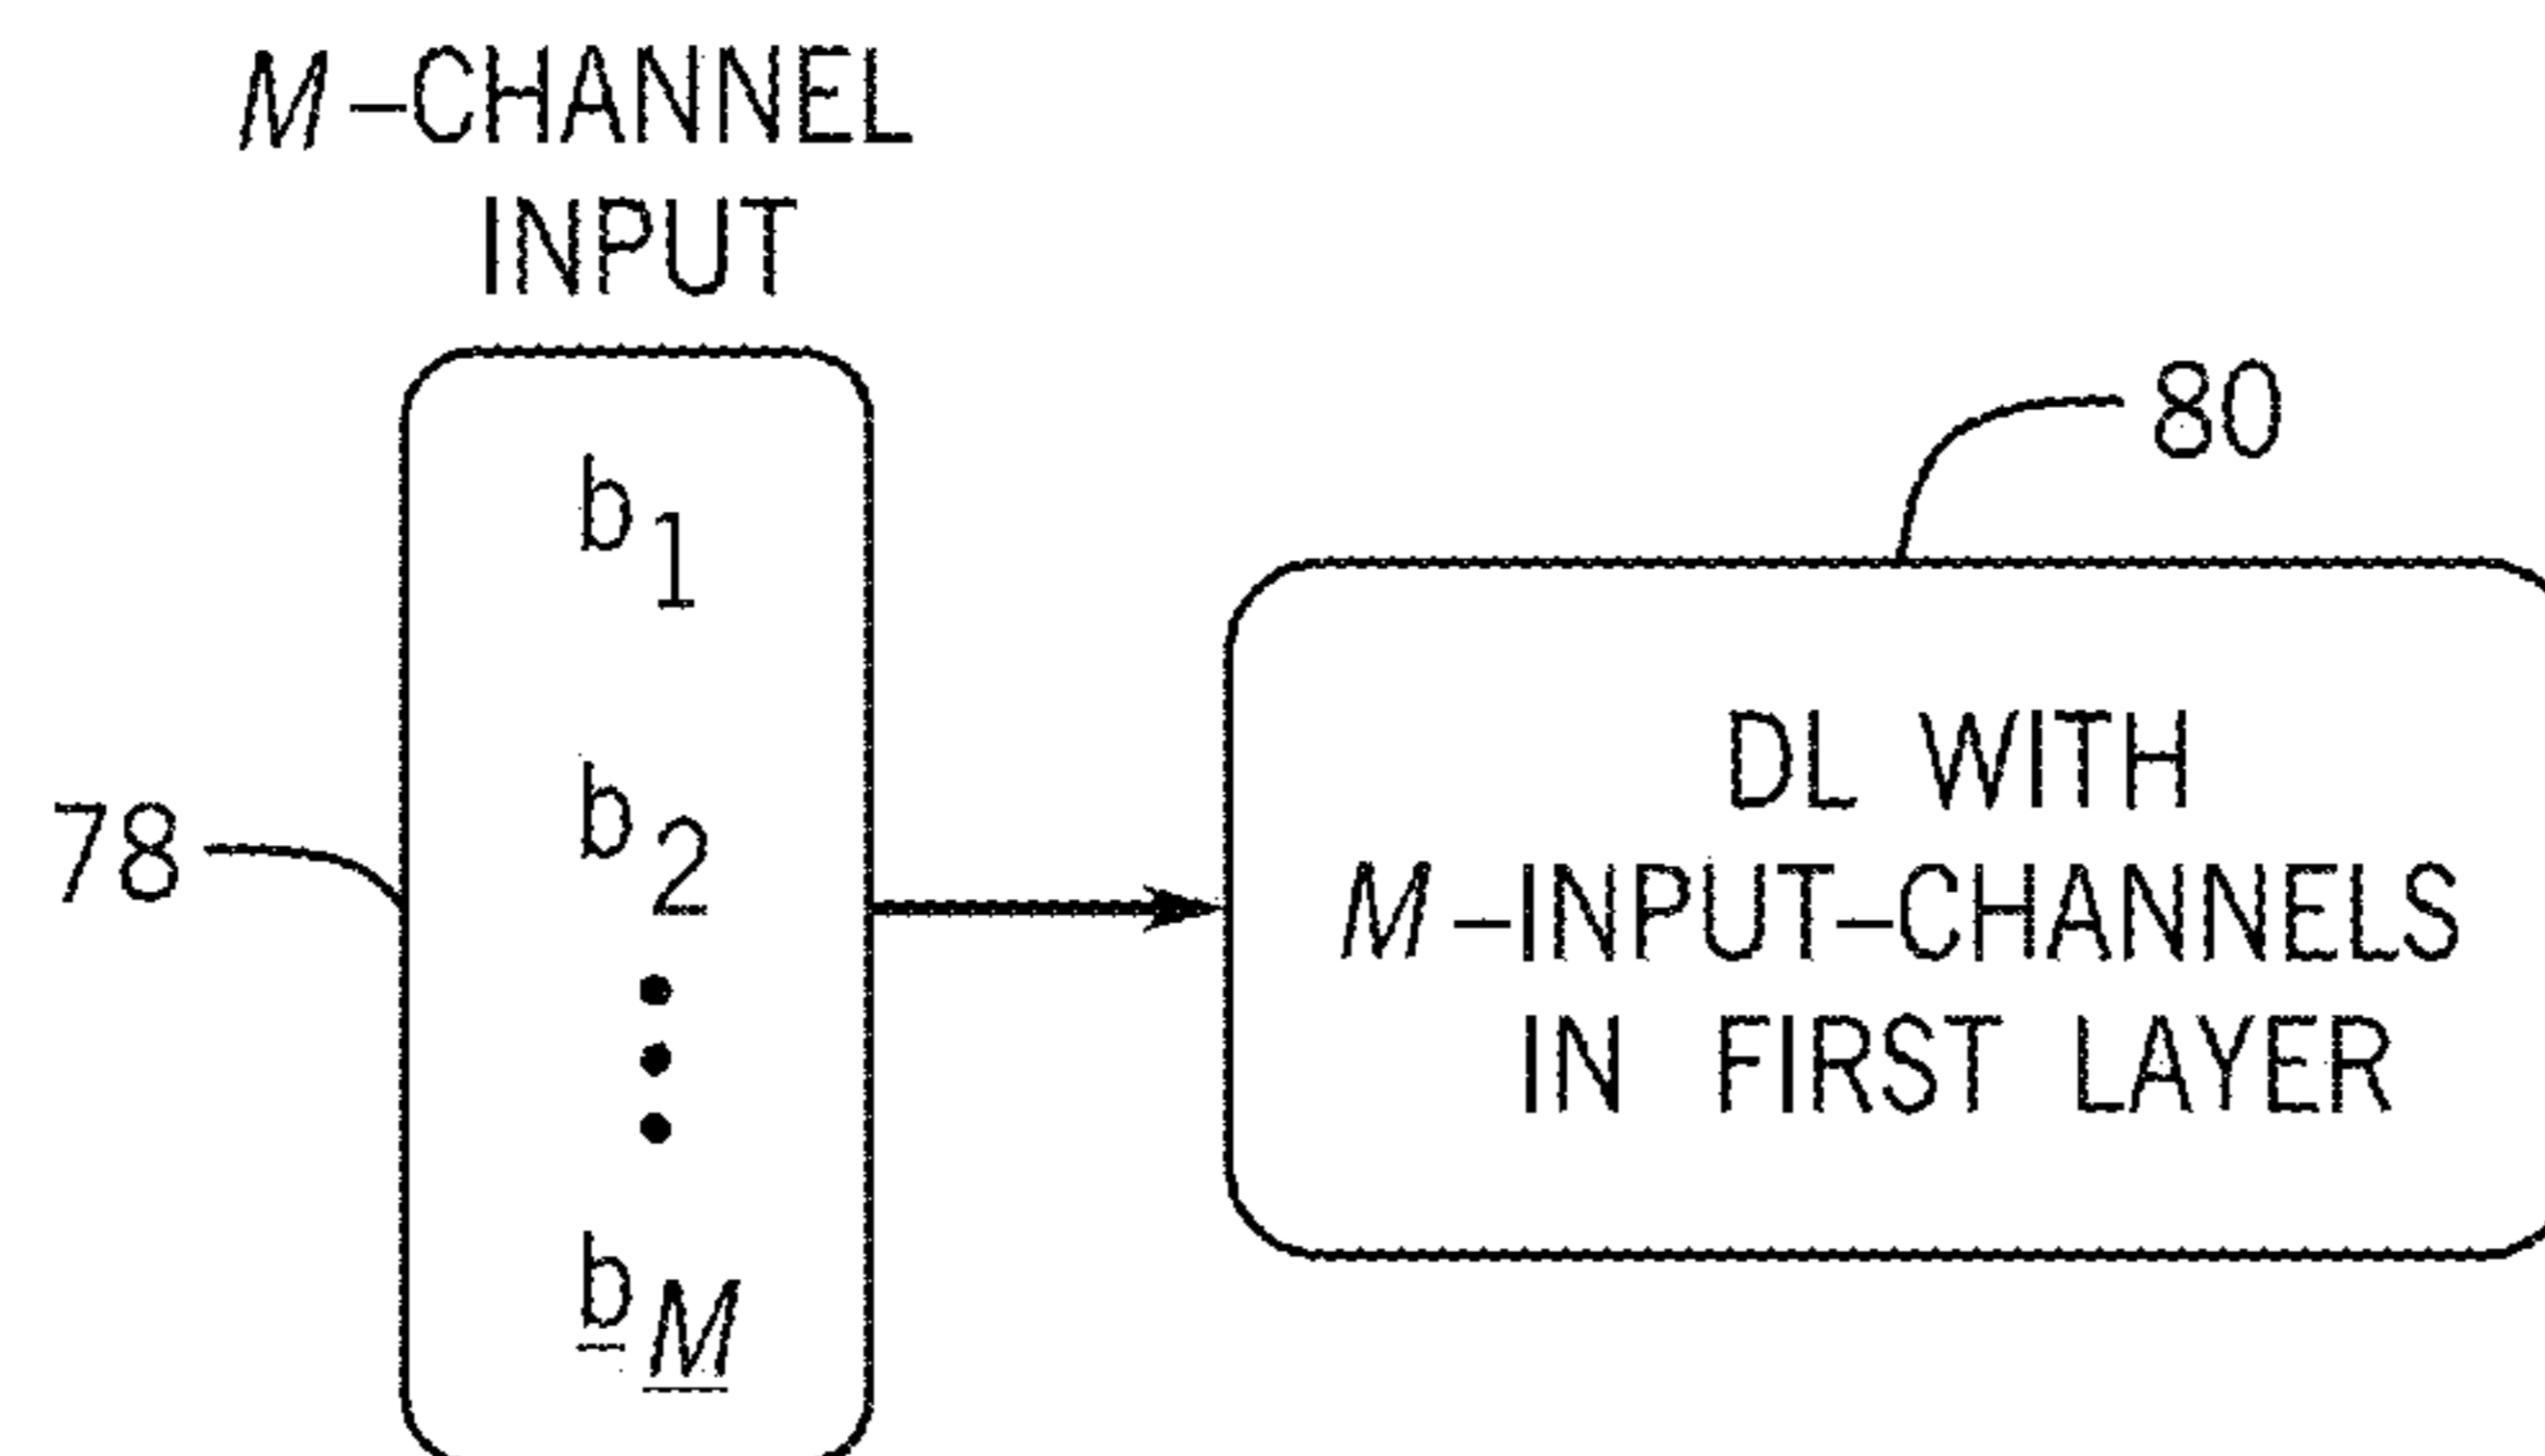 M-CHANNEL
INPUT
b1
80
DL WITH
b2
78
M-INPUT-CHANNELS
IN FIRST LAYER
bM